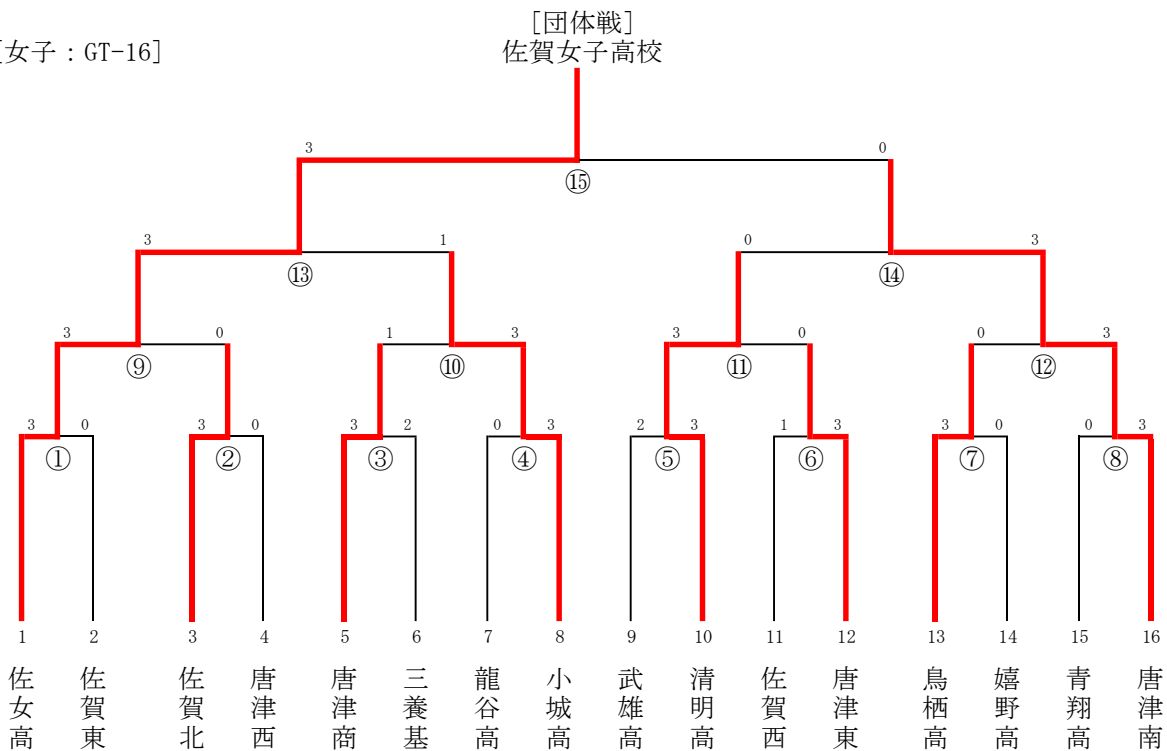 [団体戦]
[女子：GT-16]
佐賀女子高校
3 0
⑮
3 1 0 3
⑬ ⑭
3 0 1 3 3 0 0 3
⑨ ⑩ ⑪ ⑫
3 0 3 0 3 2 0 3 2 3 1 3 3 0 0 3
① ② ③ ④ ⑤ ⑥ ⑦ ⑧
1 2 3 4 5 6 7 8 9 10 11 12 13 14 15 16
佐女高
佐賀東
佐賀北
唐津西
唐津商
三養基
龍谷高
小城高
武雄高
清明高
佐賀西
唐津東
鳥栖高
嬉野高
青翔高
唐津南